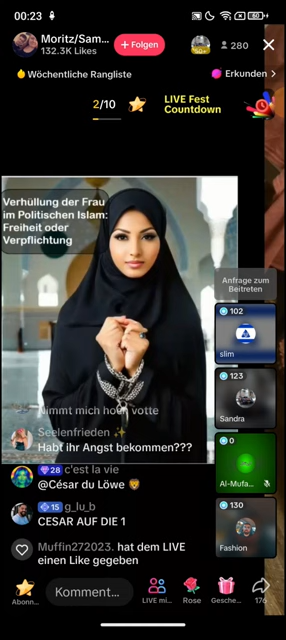 00:23
60
Moritz/Sam...
132.3K Likes
+ Folgen
280
Wöchentliche Rangliste
Erkunden >
2/10
LIVE Fest
Countdown
Verhüllung der Frau
im Politischen Islam:
Freiheit oder
Verpflichtung
Anfrage zum
Beitreten
102
slim
123
Sandra
0
Al-Mufa...
130
Fashion
Nimmt mich hoch votte
Seelenfrieden
Habt ihr Angst bekommen???
28 c'est la vie
@César du Löwe
15 g_lu_b
CESAR AUF DIE 1
Muffin272023. hat dem LIVE
einen Like gegeben
Abonn...
Komment...
LIVE mi...
Rose
Gesche...
176